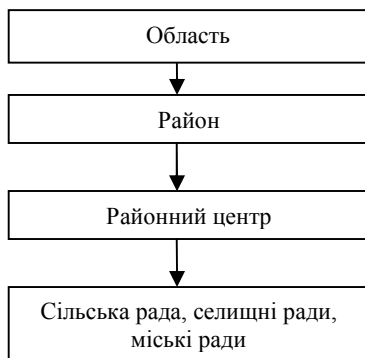 Область
Район
Районний центр
Сільська рада, селищні ради,
міські ради